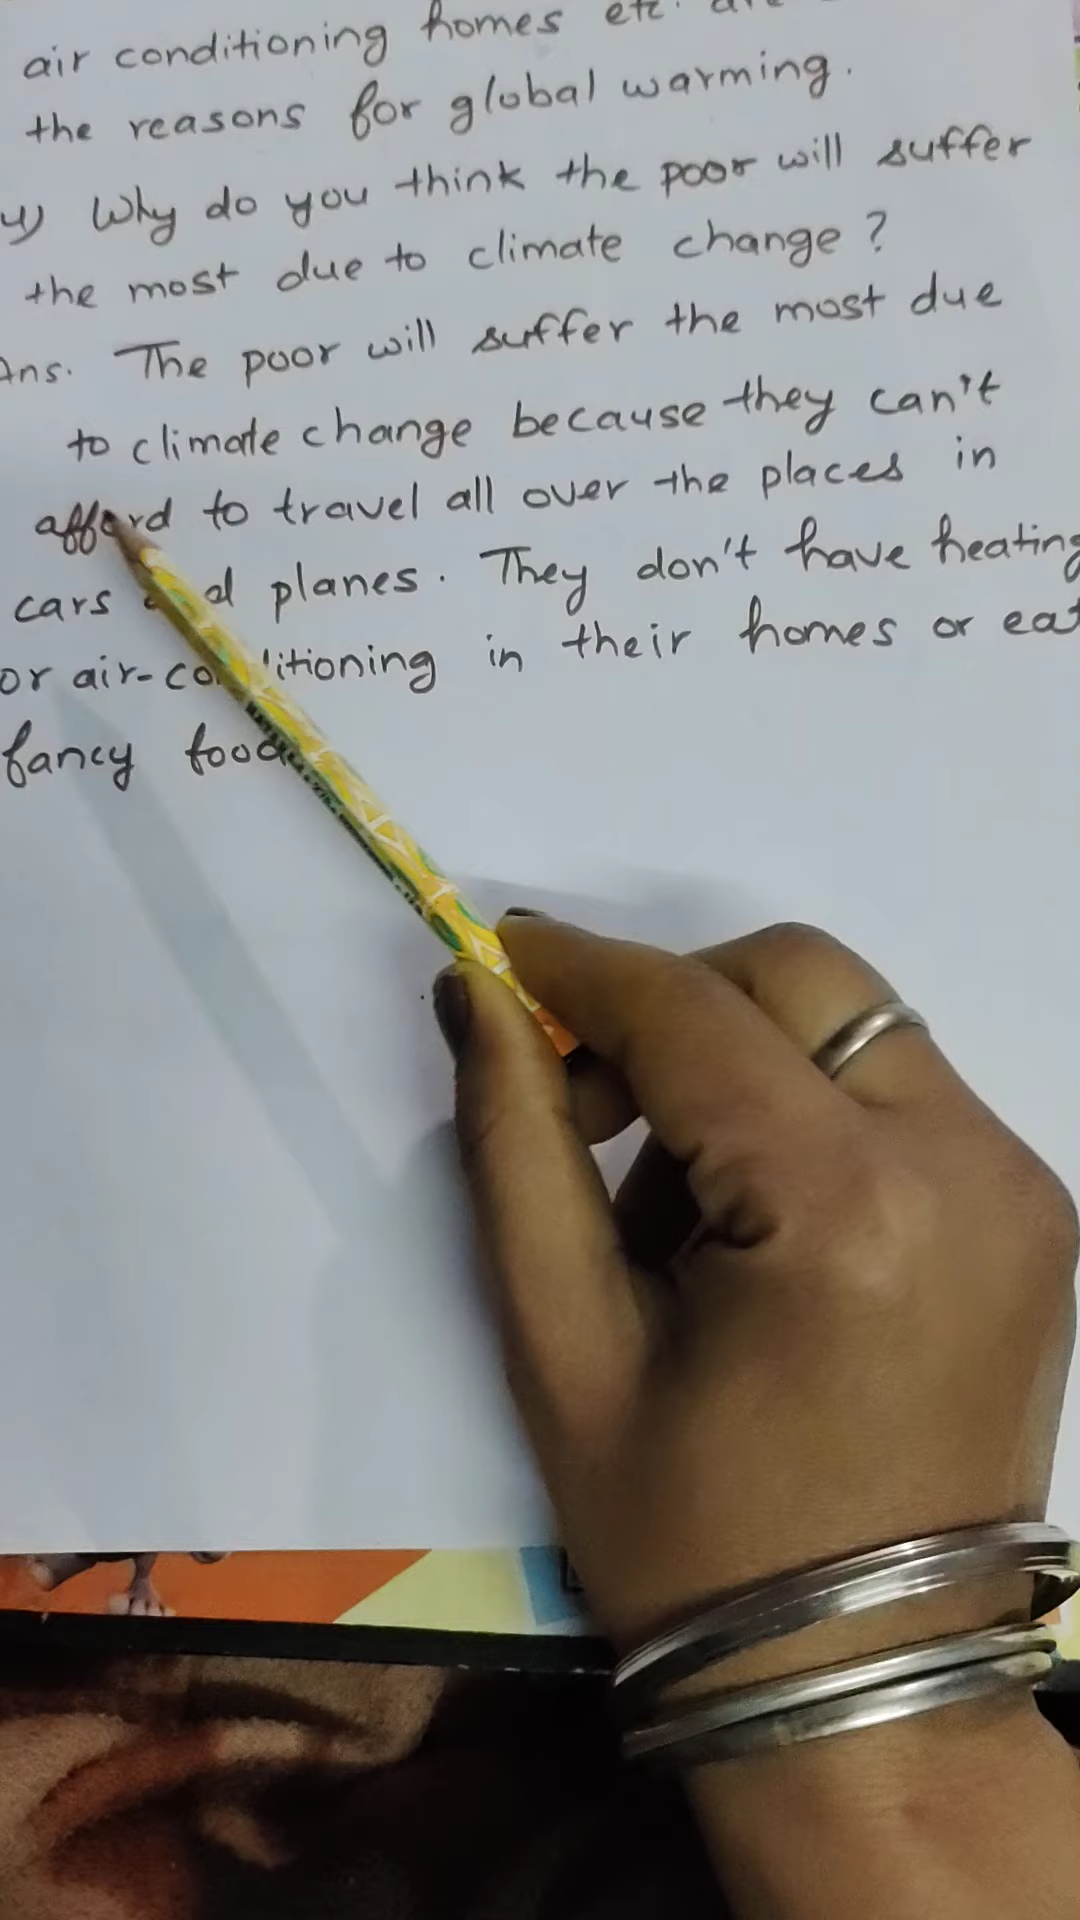 air conditioning homes etc.
the reasons for global warming.
4) Why do you think the poor will suffer
the most due to climate change?
Ans. The poor will suffer the most due
to climate change because they can't
afford to travel all over the places in
cars and planes. They don't have heating
or air-conditioning in their homes or eat
fancy food